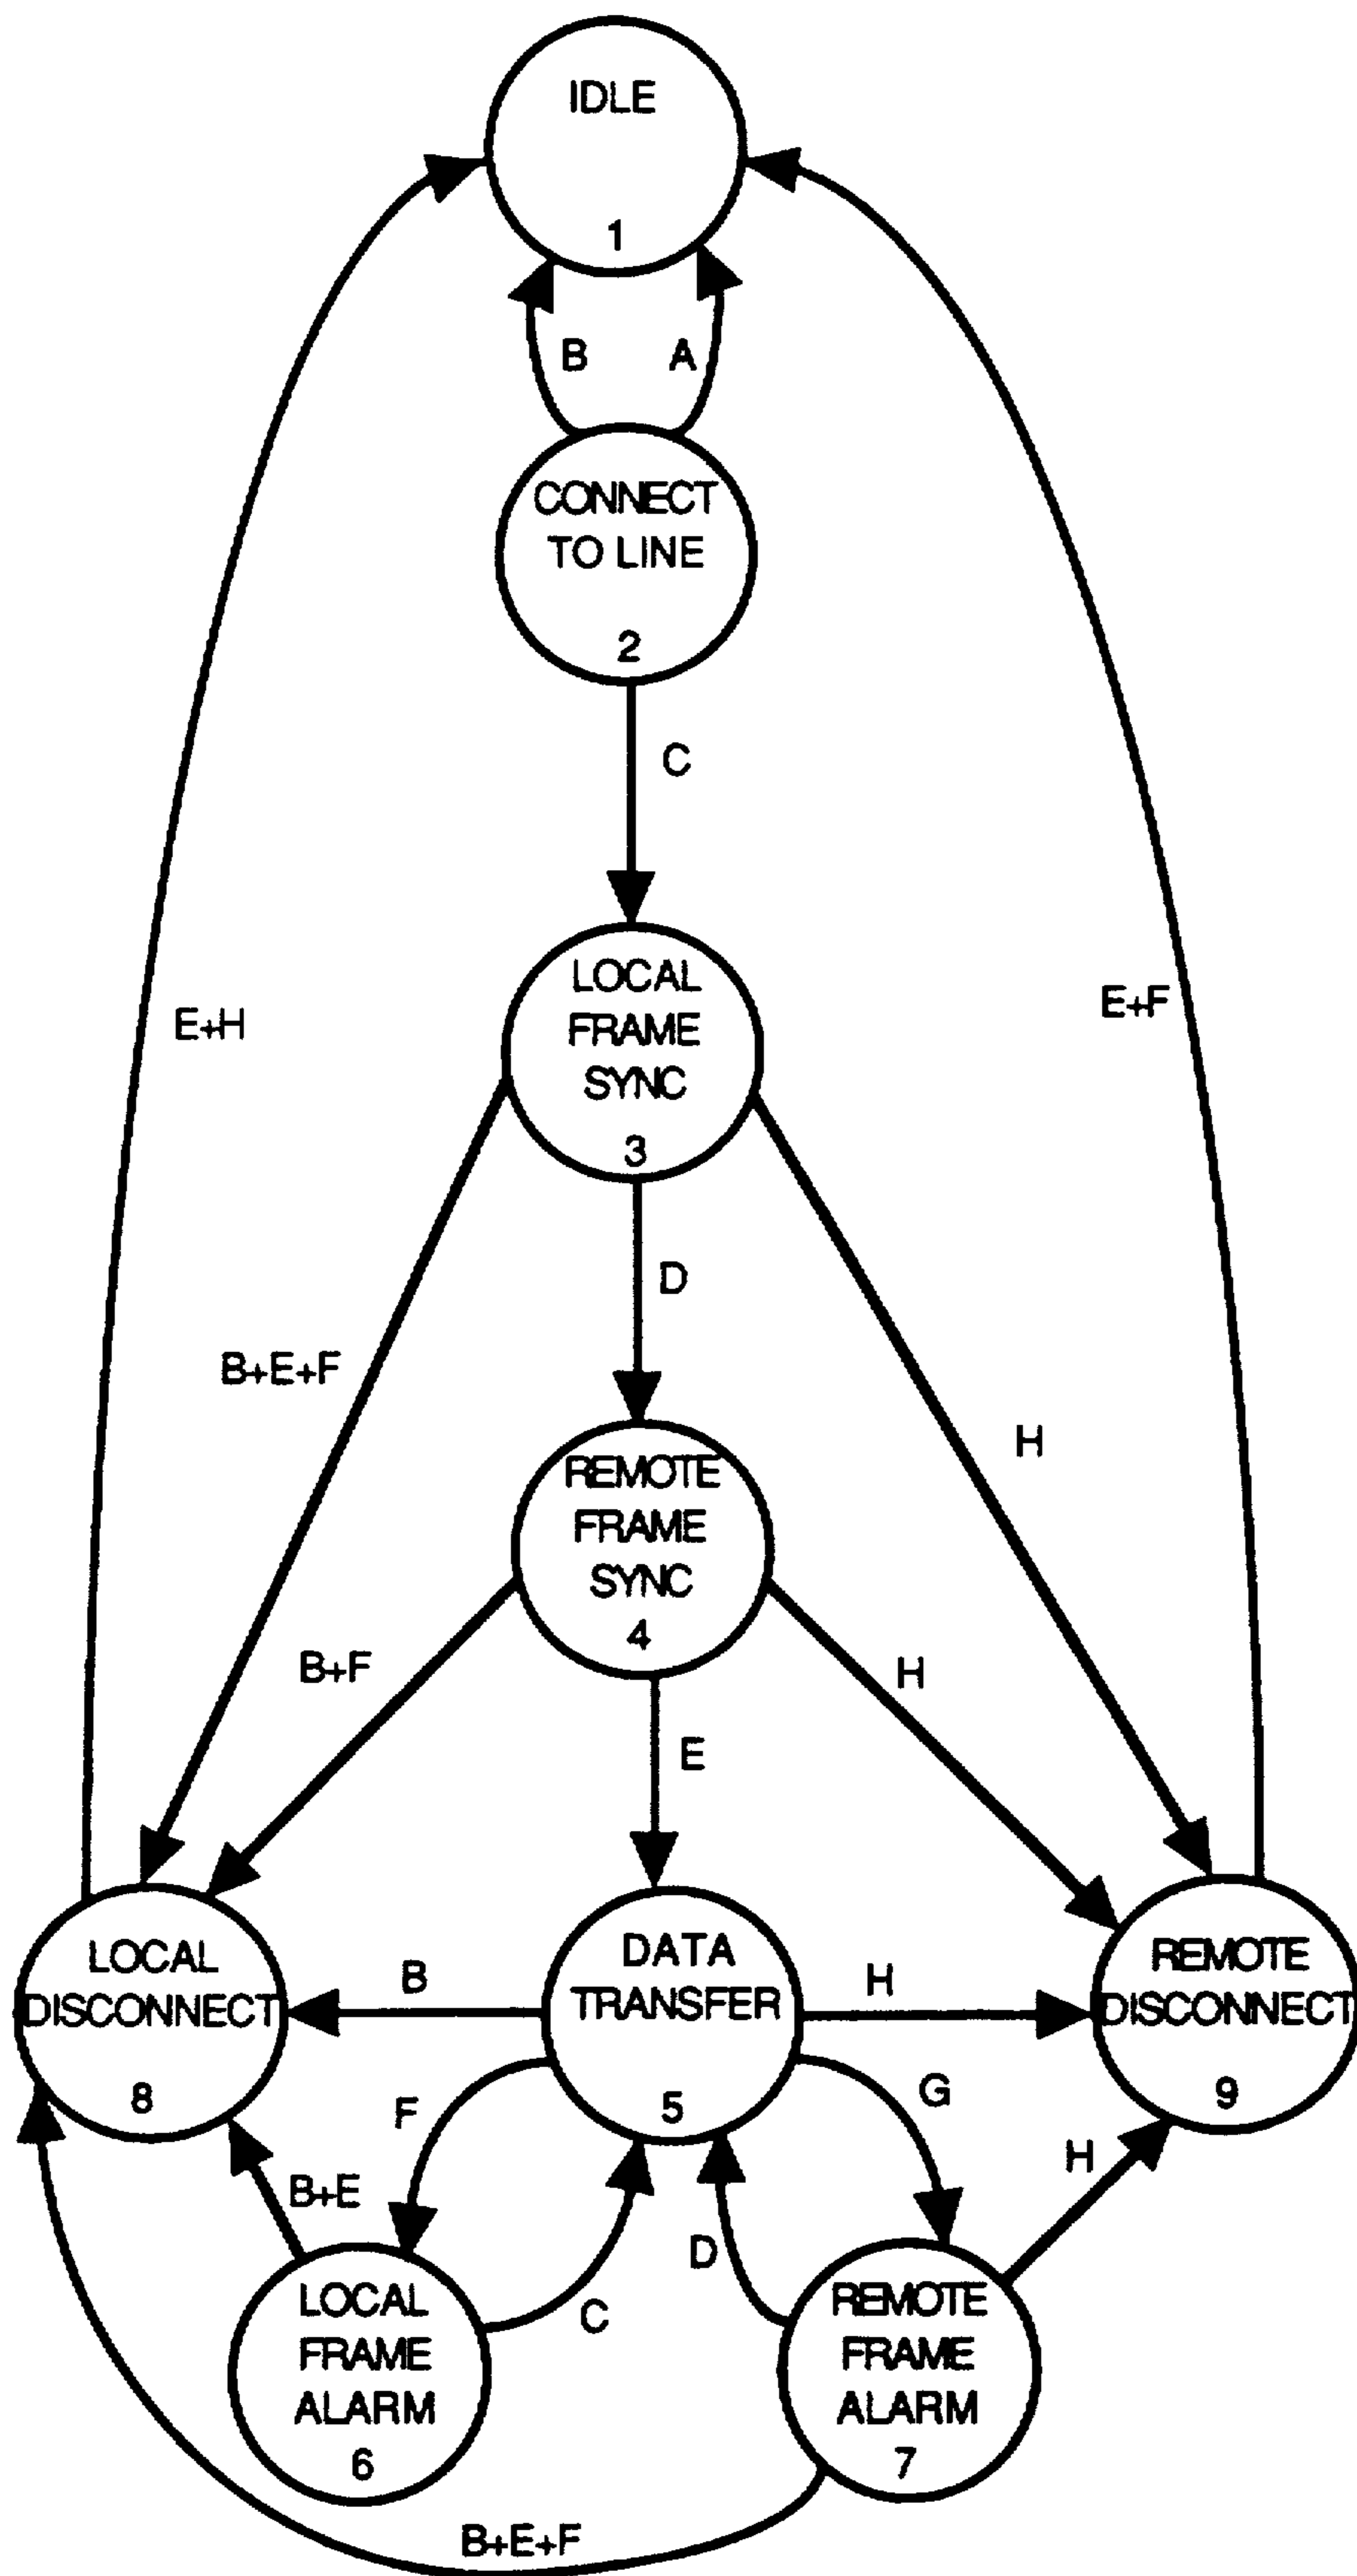 IDLE
1
B
A
CONNECT
TO LINE
2
C
LOCAL
FRAME
SYNC
3
E+H
E+F
D
B+E+F
H
REMOTE
FRAME
SYNC
4
B+F
H
E
LOCAL
DISCONNECT
8
B
DATA
TRANSFER
5
H
REMOTE
DISCONNECT
9
F
G
B+E
C
D
H
LOCAL
FRAME
ALARM
6
REMOTE
FRAME
ALARM
7
B+E+F